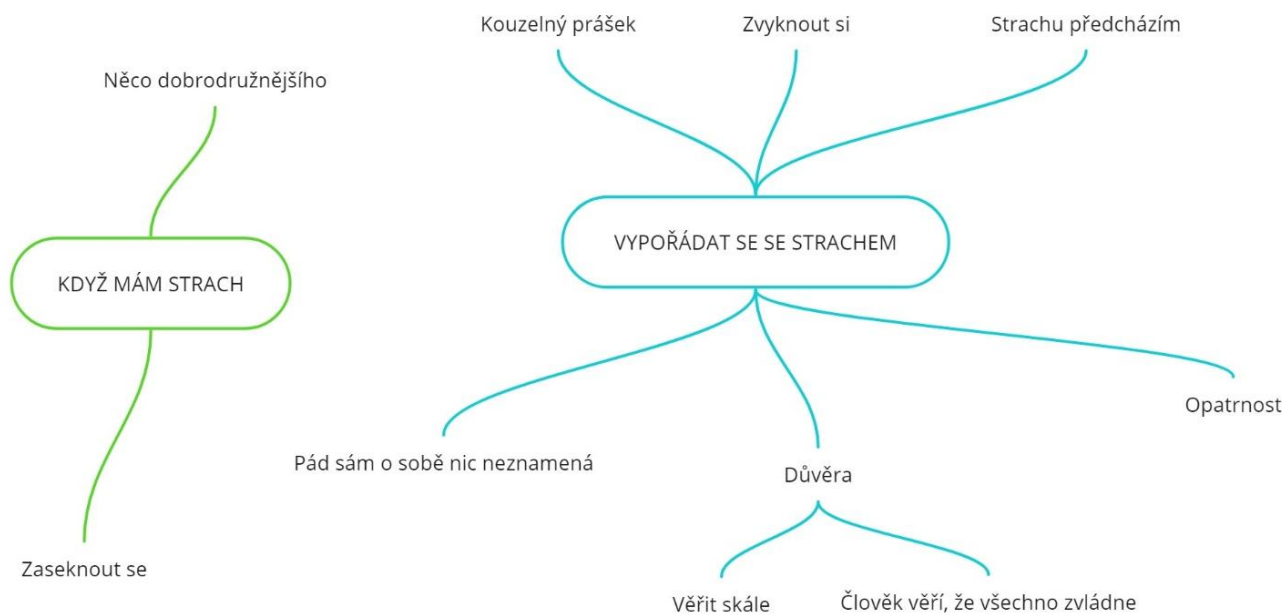 Kouzelný prášek
Zvyknout si
Strachu předcházím
Něco dobrodružnějšího
VYPOŘÁDAT SE SE STRACHEM
KDYŽ MÁM STRACH
Opatrnost
Pád sám o sobě nic neznamená
Důvěra
Zaseknout se
Věřit skále
Člověk věří, že všechno zvládne